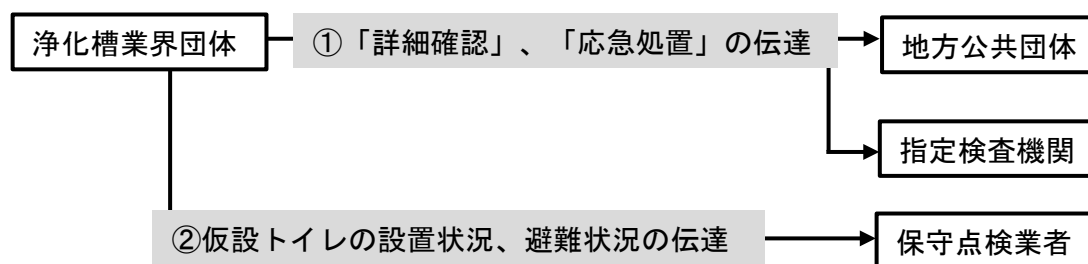 浄化槽業界団体
①「詳細確認」、「応急処置」の伝達
地方公共団体
指定検査機関
②仮設トイレの設置状況、避難状況の伝達
保守点検業者